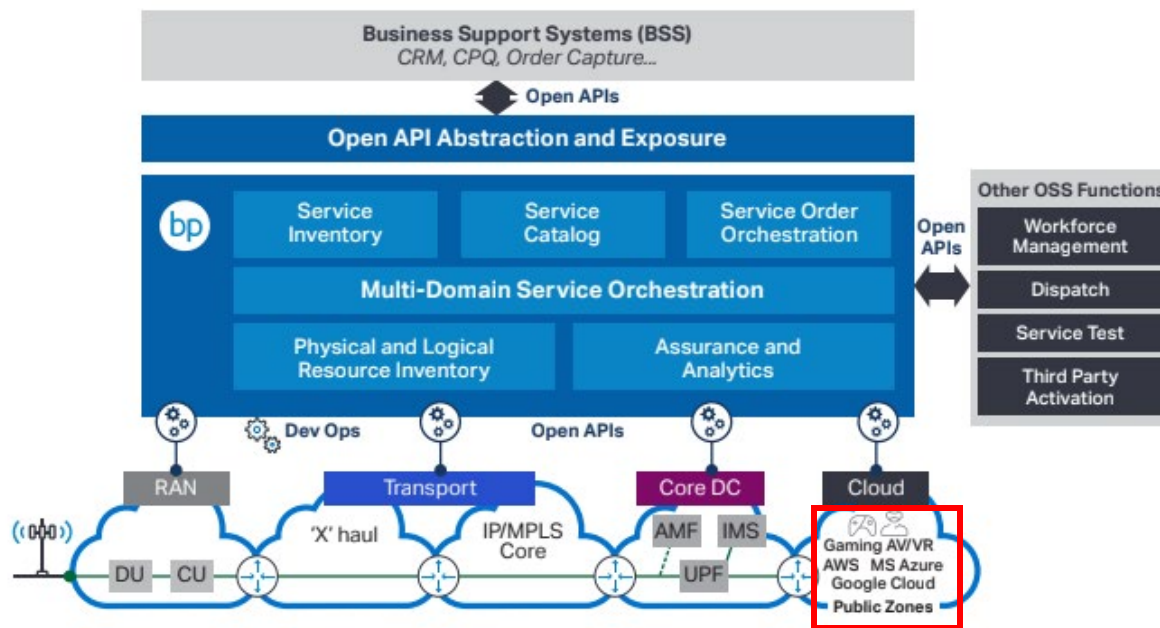 Business Support Systems (BSS)
CRM, CPQ, Order Capture...
Open APIs
Open API Abstraction and Exposure
bp
Service
Inventory
Service
Catalog
Service Order
Orchestration
Multi-Domain Service Orchestration
Physical and Logical
Resource Inventory
Assurance and
Analytics
Open
APIs
Other OSS Functions
Workforce
Management
Dispatch
Service Test
Third Party
Activation
Dev Ops
Open APIs
RAN
Transport
Core DC
Cloud
DU
CU
'X' haul
IP/MPLS
Core
AMF
IMS
UPF
Gaming AV/VR
AWS MS Azure
Google Cloud
Public Zones